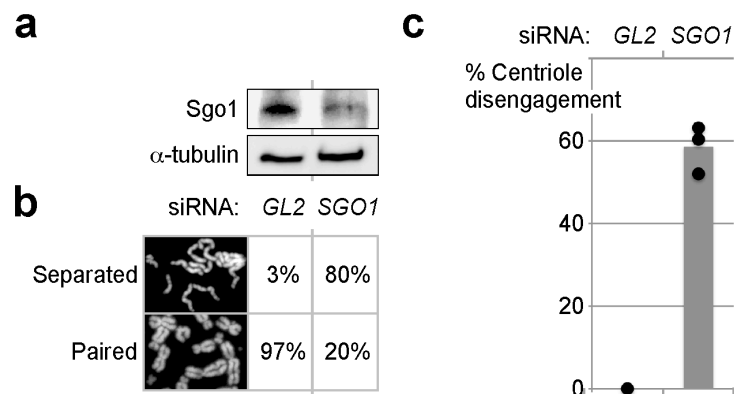 a
Sgo1
α-tubulin
b
siRNA: GL2 SGO1
Separated 3% 80%
Paired 97% 20%
c
siRNA: GL2 SGO1
% Centriole
disengagement
60
40
20
0